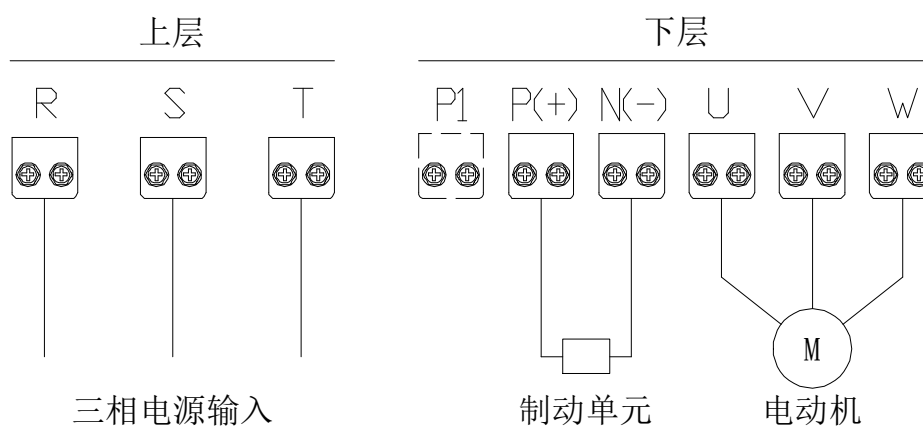 上层 下层
R S T P1 P(+) N(-) U V W
M
三相电源输入 制动单元 电动机